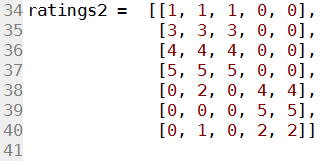 34 ratings2 =  [[1, 1, 1, 0, 0],
35              [3, 3, 3, 0, 0],
36              [4, 4, 4, 0, 0],
37              [5, 5, 5, 0, 0],
38              [0, 2, 0, 4, 4],
39              [0, 0, 0, 5, 5],
40              [0, 1, 0, 2, 2]]
41